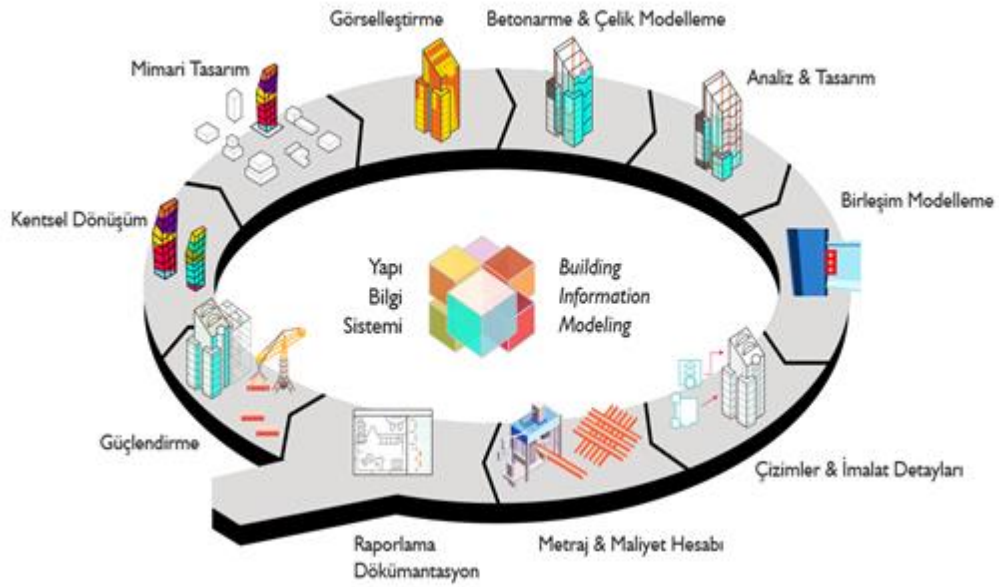 Görselleştirme
Betonarme & Çelik Modelleme
Mimari Tasarım
Analiz & Tasarım
Kentsel Dönüşüm
Birleşim Modelleme
Yapı
Bilgi
Sistemi
Building
Information
Modeling
Güçlendirme
Çizimler & İmalat Detayları
Raporlama
Dökümantasyon
Metraj & Maliyet Hesabı